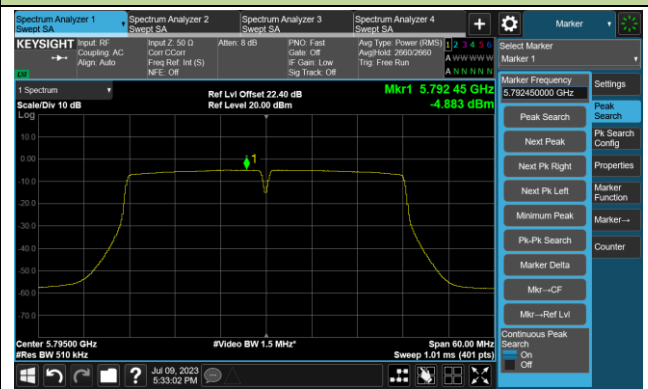 Spectrum Analyzer 1
Swept SA
Spectrum Analyzer 2
Swept SA
Spectrum Analyzer 3
Swept SA
Spectrum Analyzer 4
Swept SA
+
Marker
KEYSIGHT
Input: RF
Coupling: AC
Align: Auto
Input Z: 50 Ω
Corr CCorr
Freq Ref: Int (S)
NFE: Off
Atten: 8 dB
PNO: Fast
Gate: Off
IF Gain: Low
Sig Track: Off
Avg Type: Power (RMS)
Avg|Hold: 2660/2660
Trig: Free Run
1 2 3 4 5 6
A W W W W W
A N N N N N
Select Marker
Marker 1
1 Spectrum
Scale/Div 10 dB
Log
Ref Lvl Offset 22.40 dB
Ref Level 20.00 dBm
Mkr1 5.792 45 GHz
-4.883 dBm
10.0
0.00
-10.0
-20.0
-30.0
-40.0
-50.0
-60.0
-70.0
1
Center 5.79500 GHz
#Res BW 510 kHz
#Video BW 1.5 MHz*
Span 60.00 MHz
Sweep 1.01 ms (401 pts)
Marker Frequency
5.792450000 GHz
Peak Search
Next Peak
Next Pk Right
Next Pk Left
Minimum Peak
Pk-Pk Search
Marker Delta
Mkr→CF
Mkr→Ref Lvl
Continuous Peak
Search
On
Off
Settings
Peak
Search
Pk Search
Config
Properties
Marker
Function
Marker→
Counter
?
Jul 09, 2023
5:33:02 PM